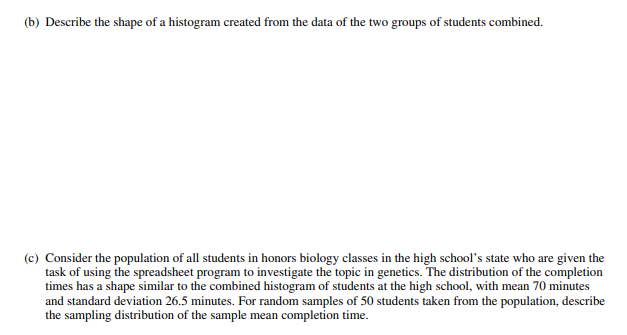 (b) Describe the shape of a histogram created from the data of the two groups of students combined.
(c) Consider the population of all students in honors biology classes in the high school's state who are given the
task of using the spreadsheet program to investigate the topic in genetics. The distribution of the completion
times has a shape similar to the combined histogram of students at the high school, with mean 70 minutes
and standard deviation 26.5 minutes. For random samples of 50 students taken from the population, describe
the sampling distribution of the sample mean completion time.